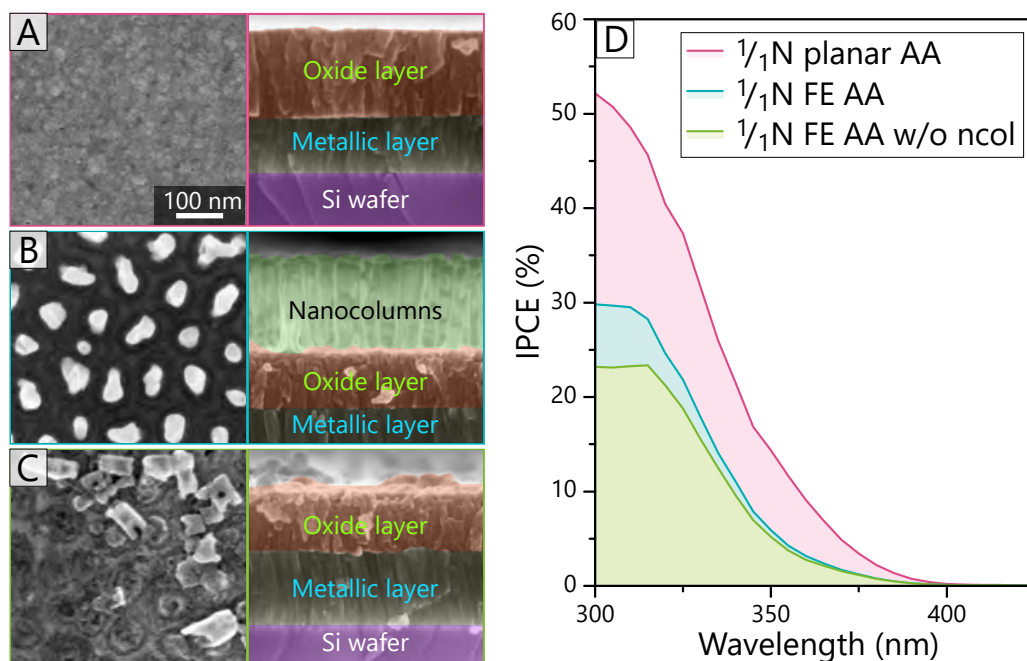 A
Oxide layer
Metallic layer
Si wafer
100 nm
B
Nanocolumns
Oxide layer
Metallic layer
C
Oxide layer
Metallic layer
Si wafer
D
¹/₁N planar AA
¹/₁N FE AA
¹/₁N FE AA w/o ncol
60
50
40
30
20
10
0
IPCE (%)
300 350 400
Wavelength (nm)